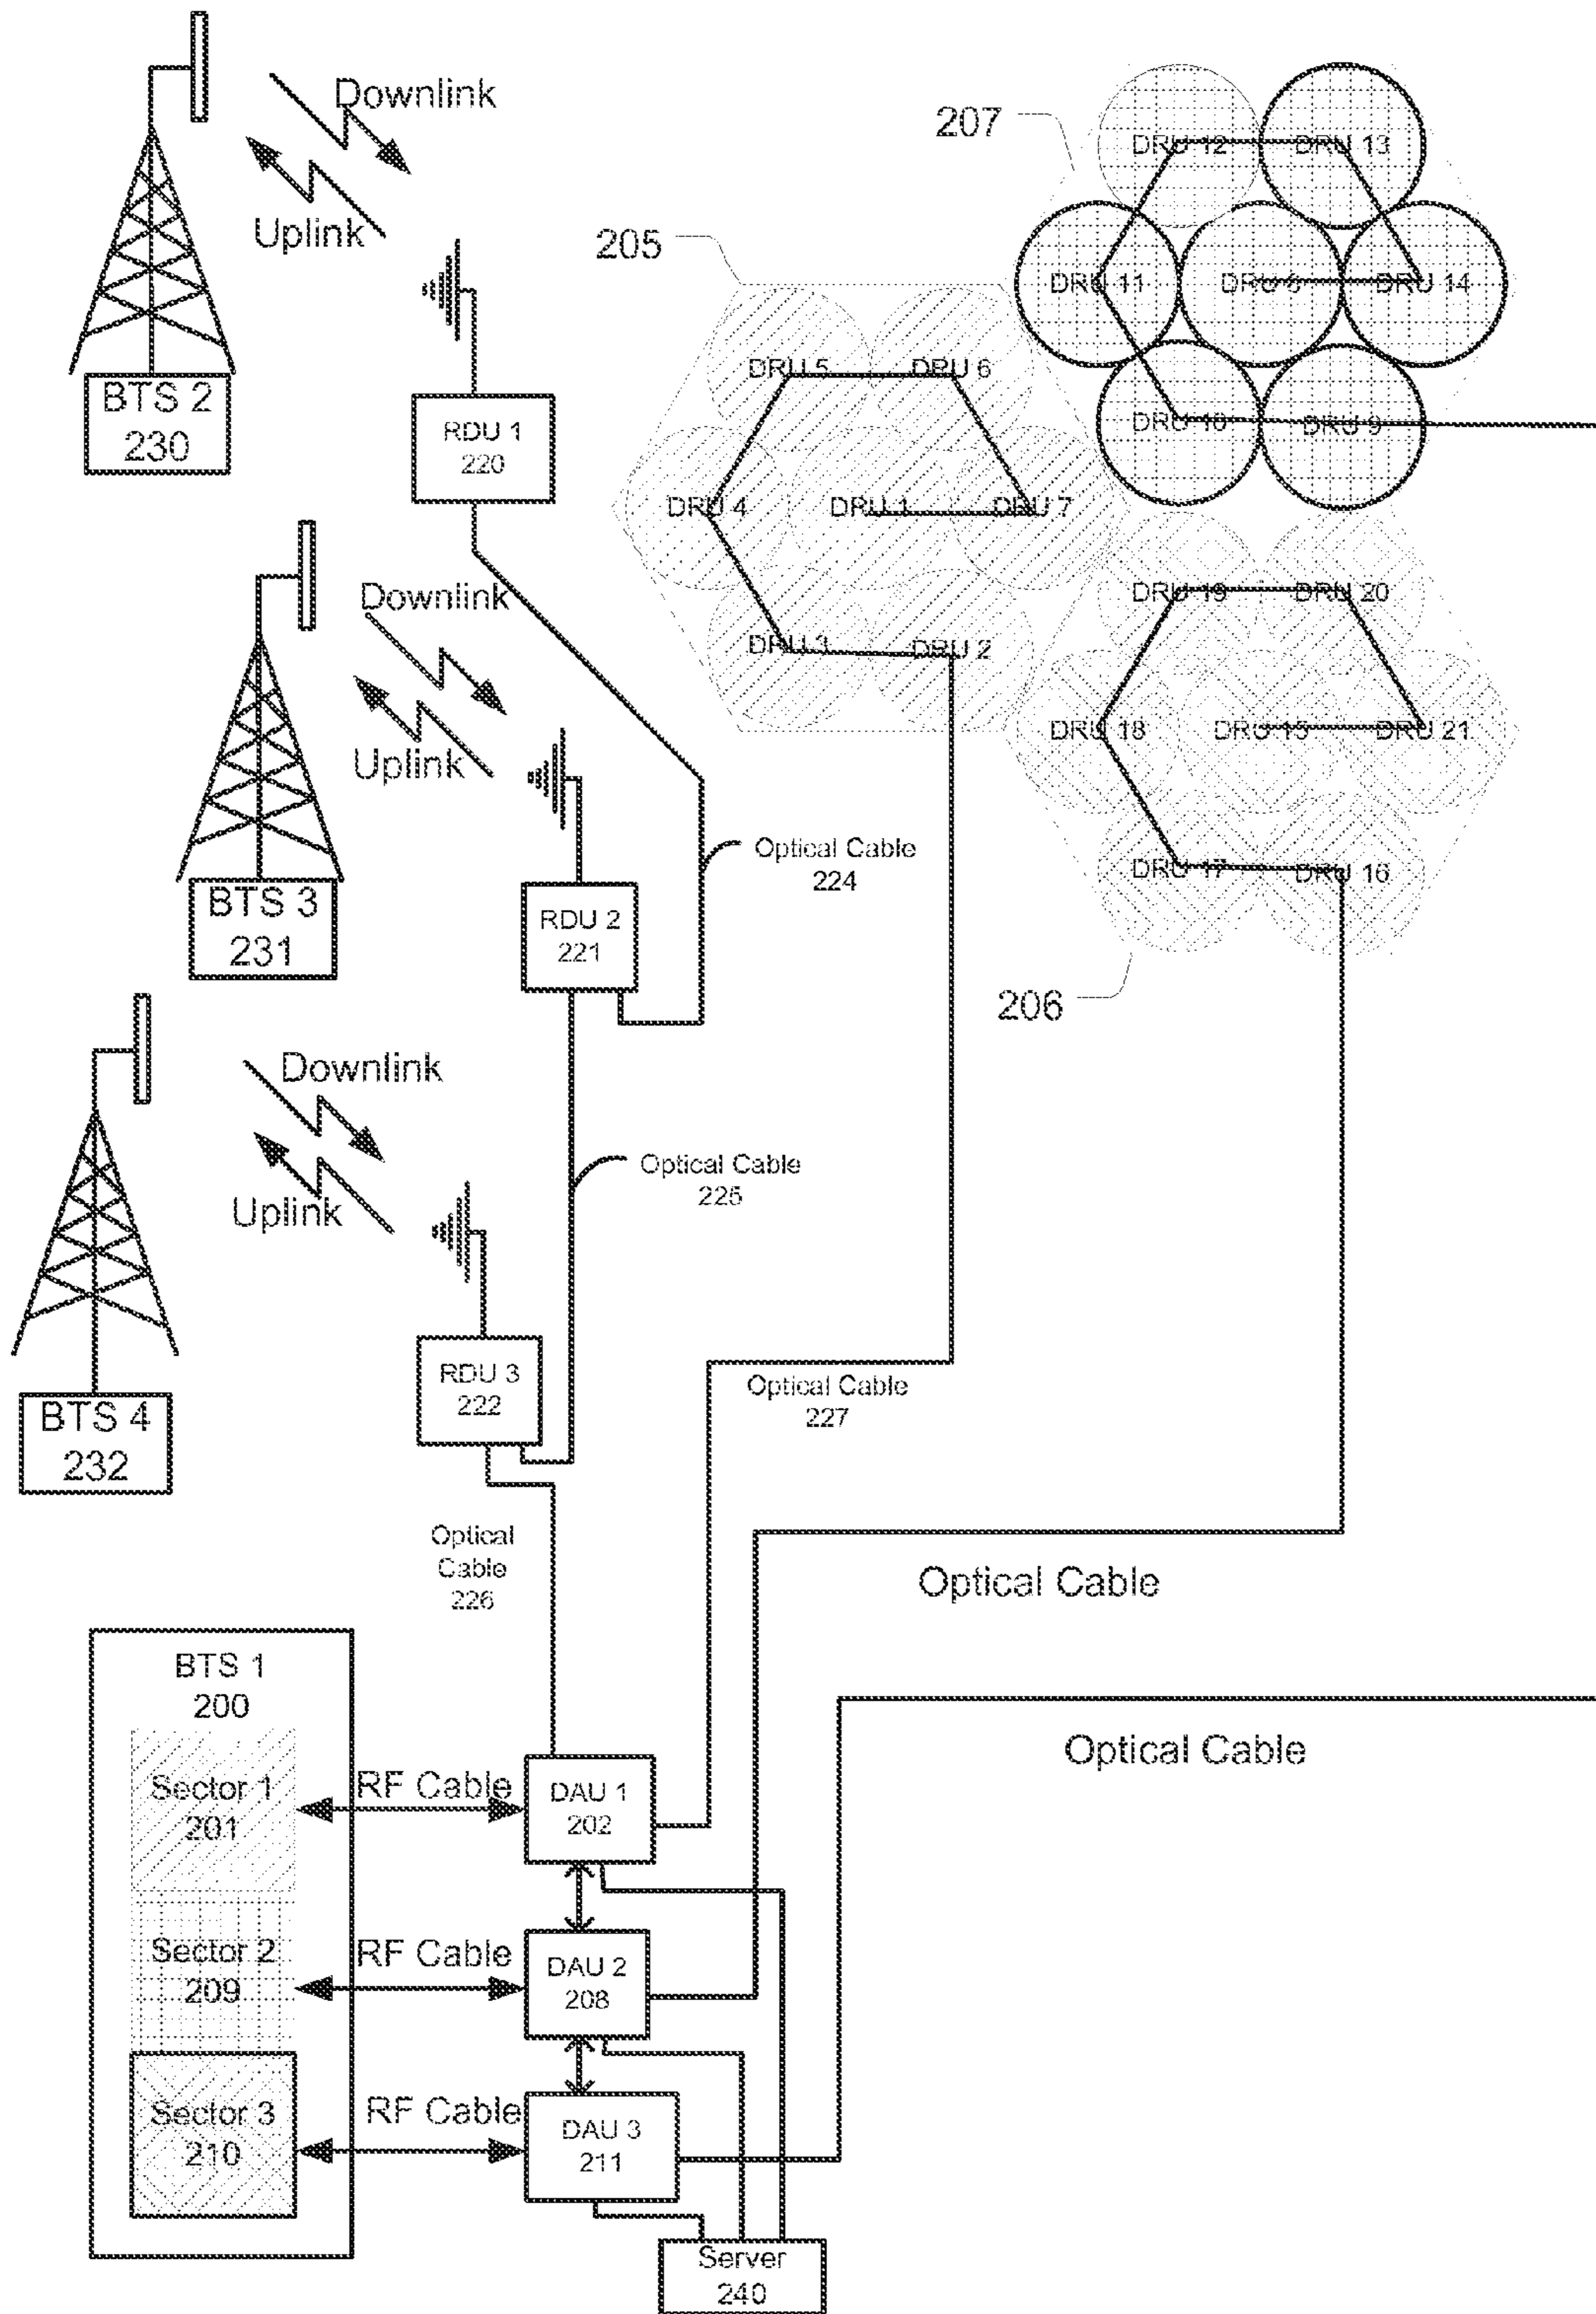 Downlink
Uplink
BTS 2
230
RDU 1
220
207
DRU 12
DRU 13
DRU 11
DRU 14
DRU 10
DRU 9
205
DRU 5
DRU 6
DRU 4
DRU 1
DRU 7
DRU 3
DRU 2
DRU 19
DRU 20
DRU 18
DRU 15
DRU 21
DRU 17
DRU 16
206
Downlink
Uplink
BTS 3
231
RDU 2
221
Optical Cable
224
Downlink
Uplink
BTS 4
232
RDU 3
222
Optical Cable
225
Optical Cable
227
Optical
Cable
226
Optical Cable
Optical Cable
BTS 1
200
Sector 1
201
RF Cable
DAU 1
202
Sector 2
209
RF Cable
DAU 2
208
Sector 3
210
RF Cable
DAU 3
211
Server
240